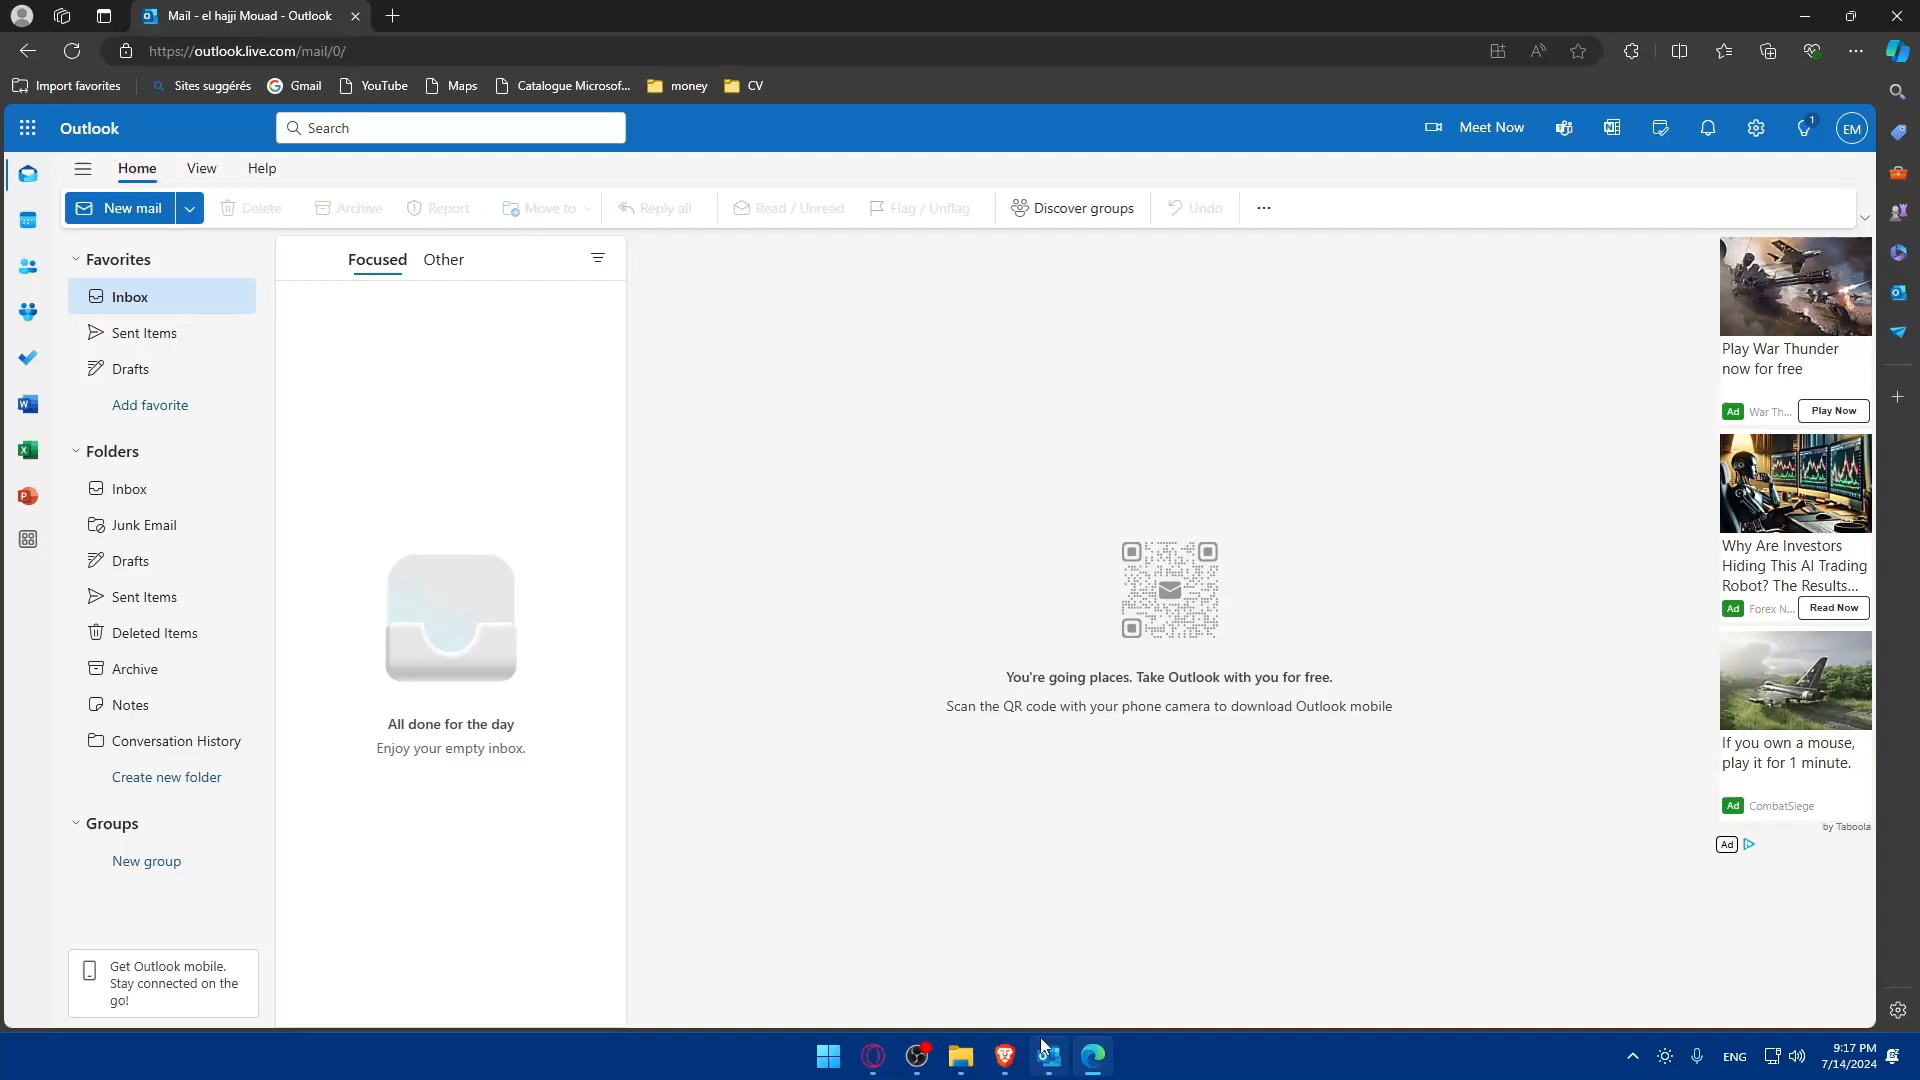 Mail - el hajji Mouad - Outlook
https://outlook.live.com/mail/0/
Import favorites
Sites suggérés
Gmail
YouTube
Maps
Catalogue Microsof...
money
CV
Outlook
Search
Meet Now
1
EM
Home
View
Help
New mail
Delete
Archive
Report
Move to
Reply all
Read / Unread
Flag / Unflag
Discover groups
Undo
Favorites
Inbox
Sent Items
Drafts
Add favorite
Folders
Inbox
Junk Email
Drafts
Sent Items
Deleted Items
Archive
Notes
Conversation History
Create new folder
Groups
New group
Get Outlook mobile.
Stay connected on the
go!
Focused
Other
All done for the day
Enjoy your empty inbox.
You're going places. Take Outlook with you for free.
Scan the QR code with your phone camera to download Outlook mobile
Play War Thunder
now for free
Ad
War Th...
Play Now
Why Are Investors
Hiding This AI Trading
Robot? The Results...
Ad
Forex N...
Read Now
If you own a mouse,
play it for 1 minute.
Ad
CombatSiege
by Taboola
Ad
ENG
9:17 PM
7/14/2024